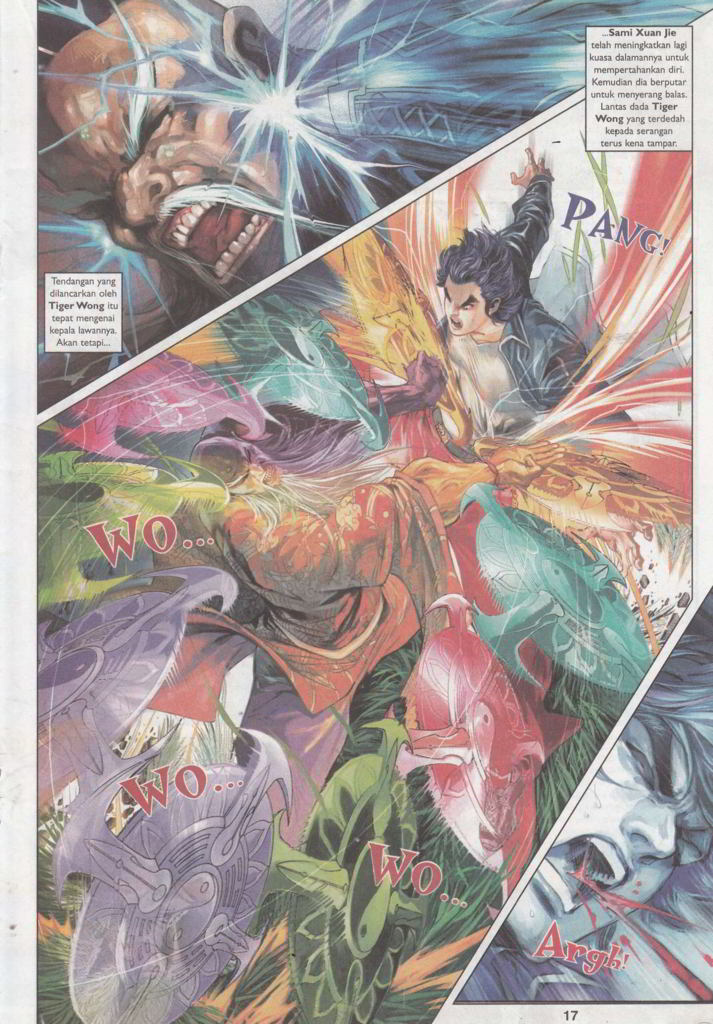 Tendangan yang
dilancarkan oleh
Tiger Wong itu
tepat mengenai
kepala lawannya.
Akan tetapi...
...Sami Xuan Jie
telah meningkatkan lagi
kuasa dalamannya untuk
mempertahankan diri.
Kemudian dia berputar
untuk menyerang balas.
Lantas dada Tiger
Wong yang terdedah
kepada serangan
terus kena tampar.
PANG!
WO...
WO...
WO...
Argh!
17